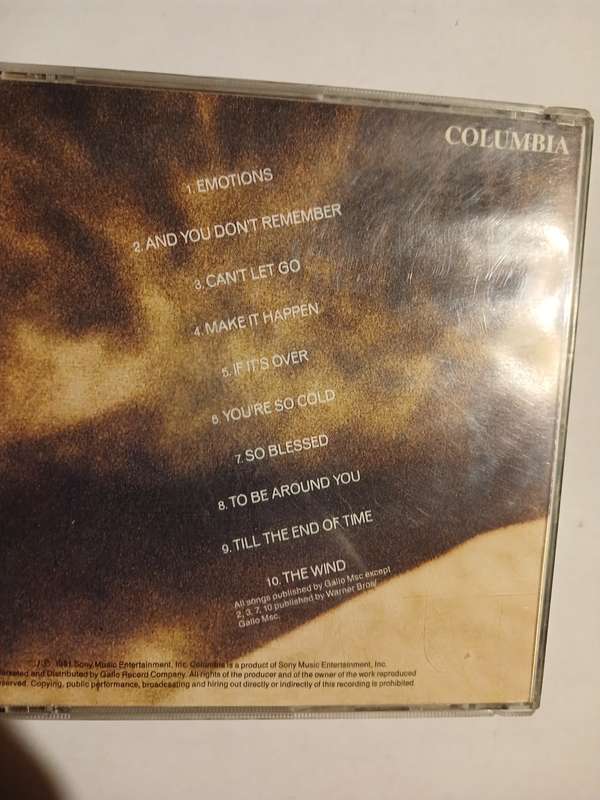 COLUMBIA
1. EMOTIONS
2. AND YOU DON'T REMEMBER
3. CAN'T LET GO
4. MAKE IT HAPPEN
5. IF IT'S OVER
6. YOU'RE SO COLD
7. SO BLESSED
8. TO BE AROUND YOU
9. TILL THE END OF TIME
10. THE WIND
All songs published by Gallo Msc except
2, 3, 7, 10 published by Warner Bros/
Gallo Msc.
1991 Sony Music Entertainment, Inc. Columbia is a product of Sony Music Entertainment, Inc.
and Distributed by Gallo Record Company. All rights of the producer and of the owner of the work reproduced
Copying, public performance, broadcasting and hiring out directly or indirectly of this recording is prohibited.